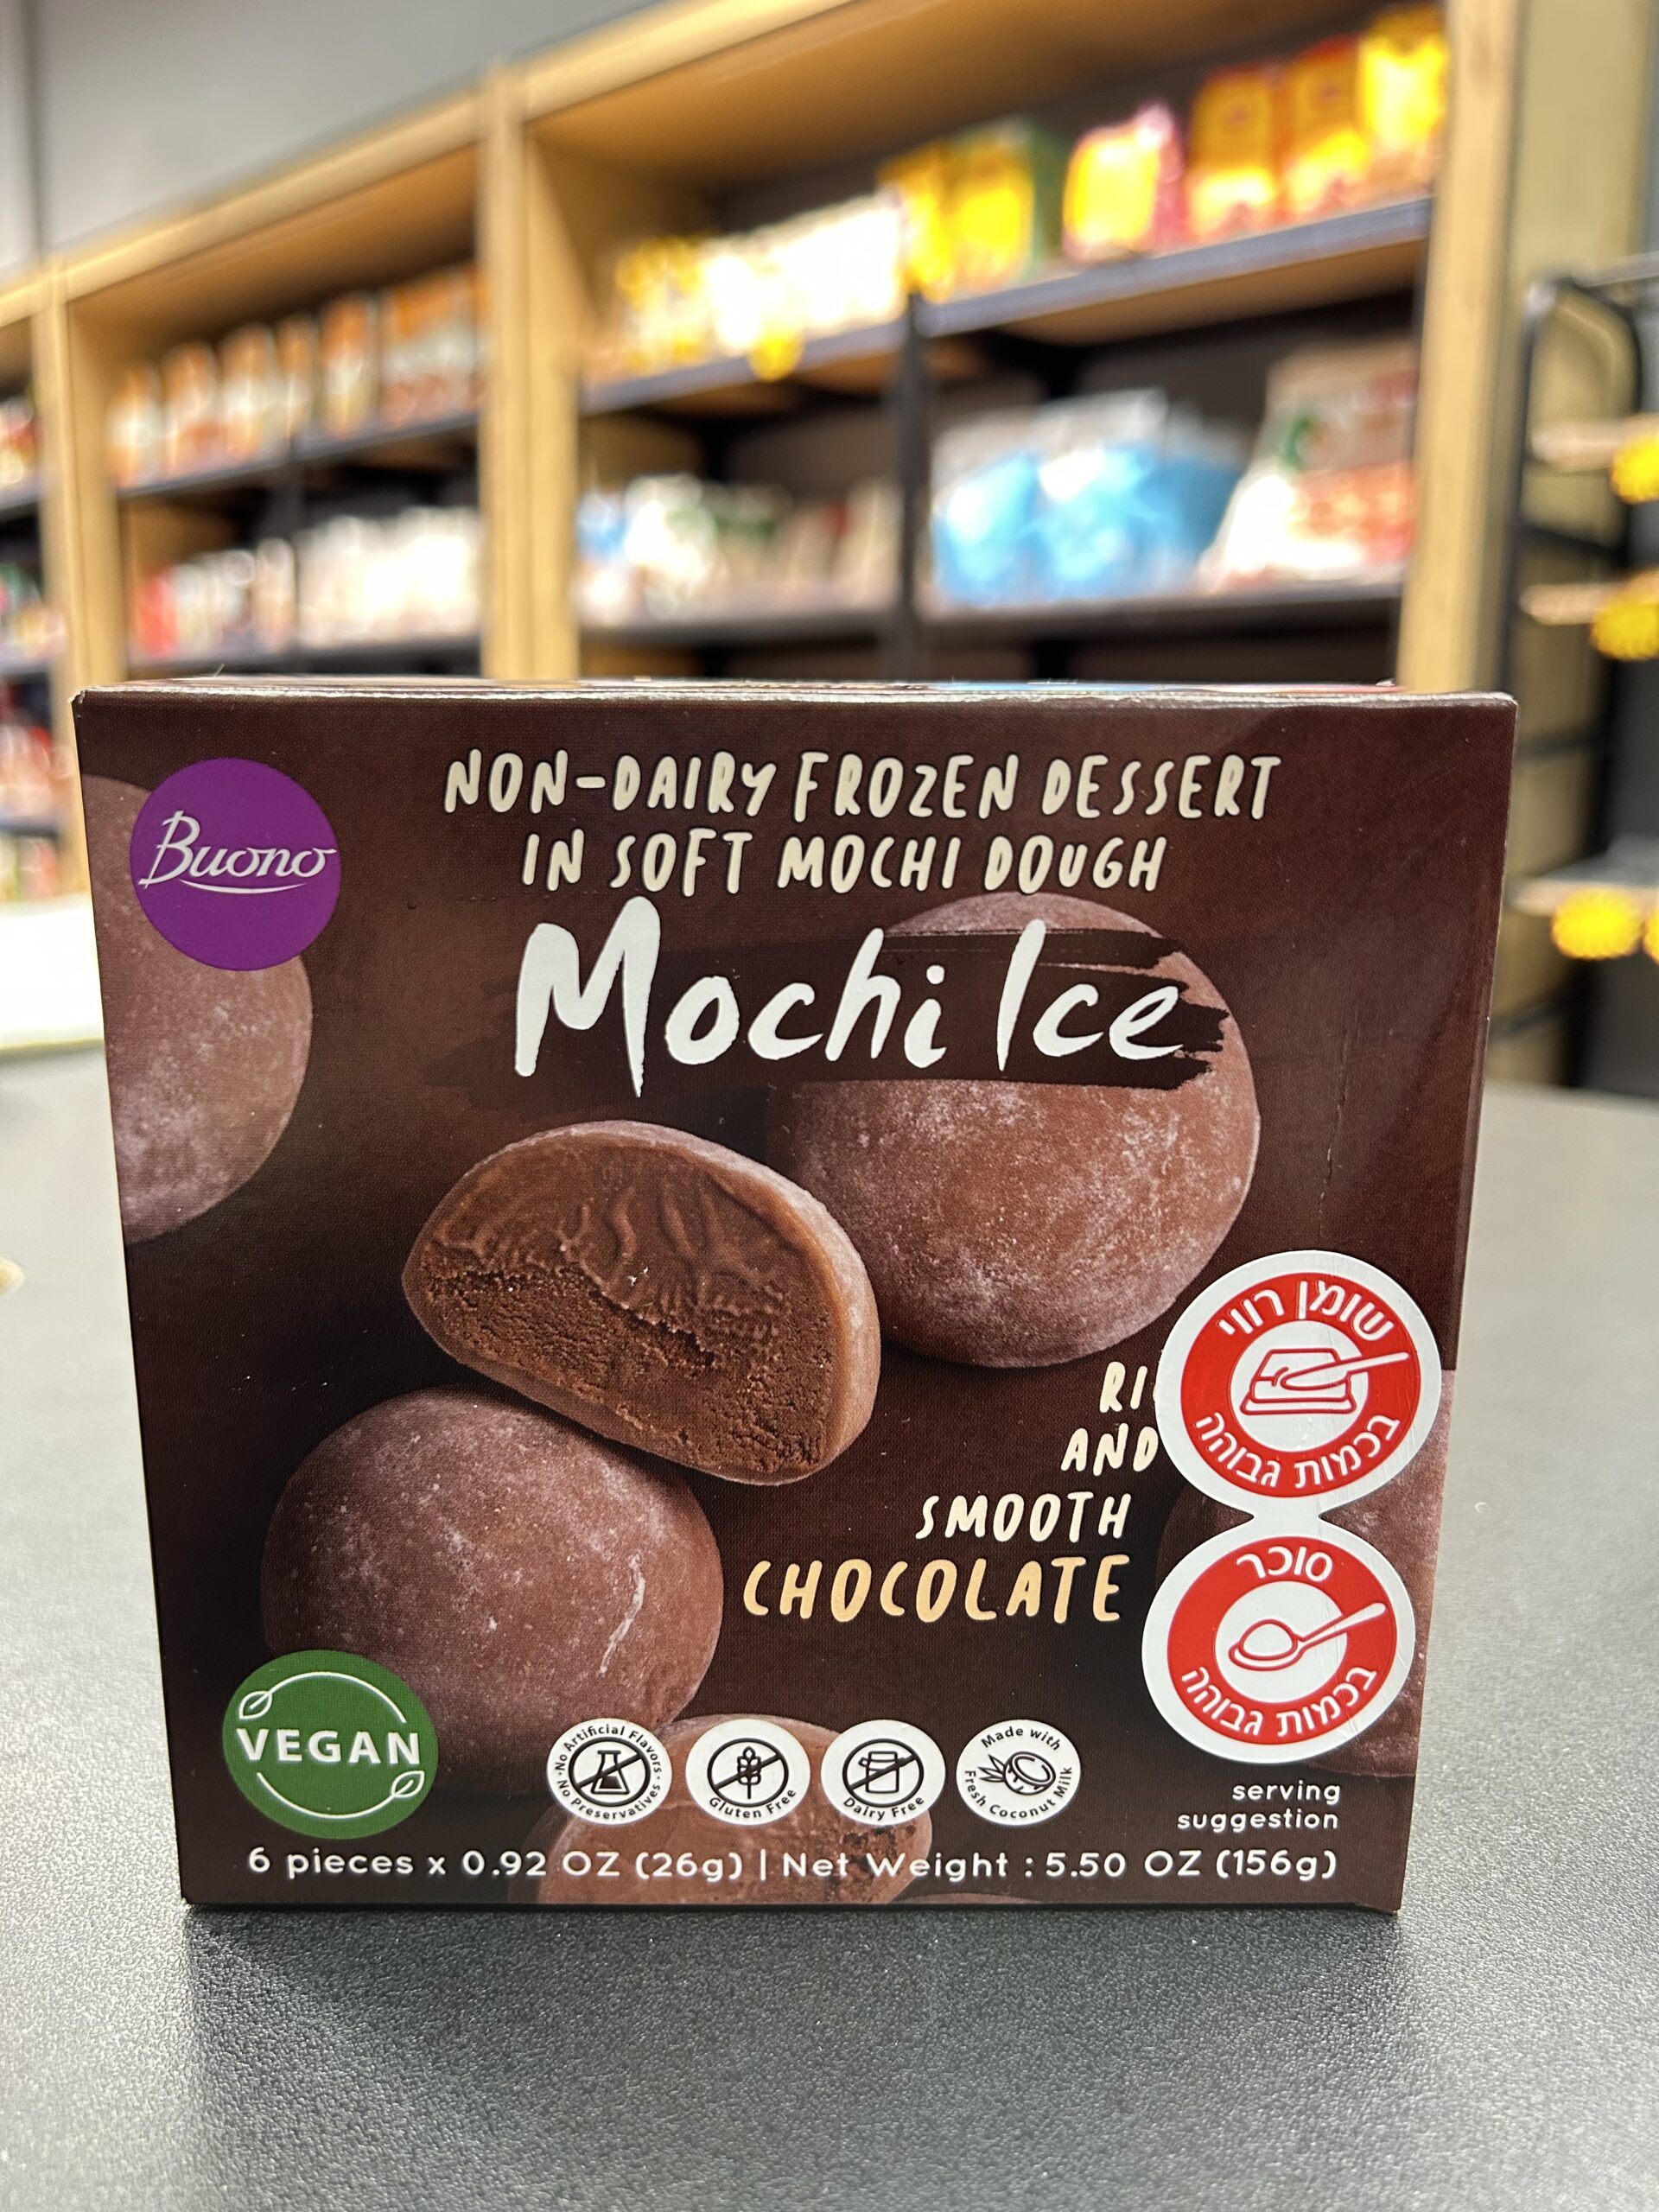 Buono
NON-DAIRY FROZEN DESSERT
IN SOFT MOCHI DOUGH
Mochi Ice
AND
SMOOTH
CHOCOLATE
שומן רווי
בכמות גבוהה
סוכר
בכמות גבוהה
VEGAN
No Artificial Flavors
No Preservatives
Gluten Free
Dairy Free
Made with
Fresh Coconut Milk
serving
suggestion
6 pieces x 0.92 OZ (26g) | Net Weight : 5.50 OZ (156g)